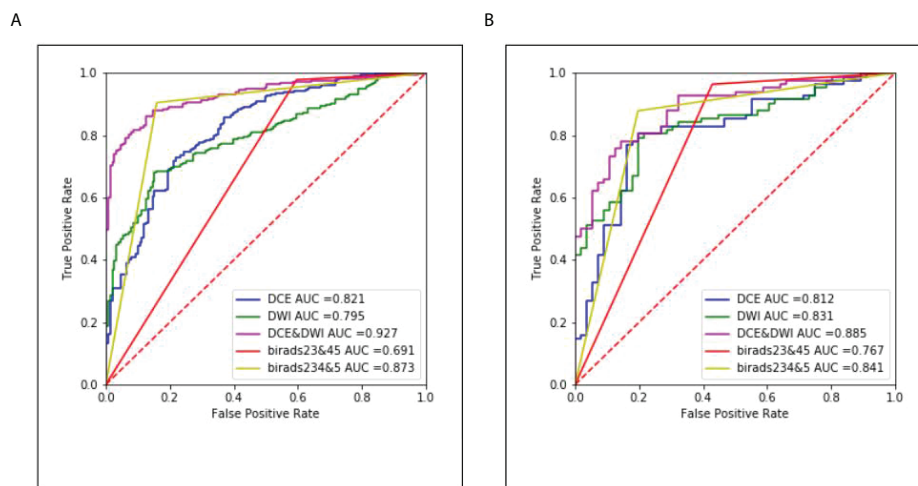 A
1.0
0.8
0.6
0.4
0.2
0.0
True Positive Rate
DCE AUC =0.821
DWI AUC =0.795
DCE&DWI AUC =0.927
birads23&45 AUC =0.691
birads234&5 AUC =0.873
0.0 0.2 0.4 0.6 0.8 1.0
False Positive Rate
B
1.0
0.8
0.6
0.4
0.2
0.0
True Positive Rate
DCE AUC =0.812
DWI AUC =0.831
DCE&DWI AUC =0.885
birads23&45 AUC =0.767
birads234&5 AUC =0.841
0.0 0.2 0.4 0.6 0.8 1.0
False Positive Rate